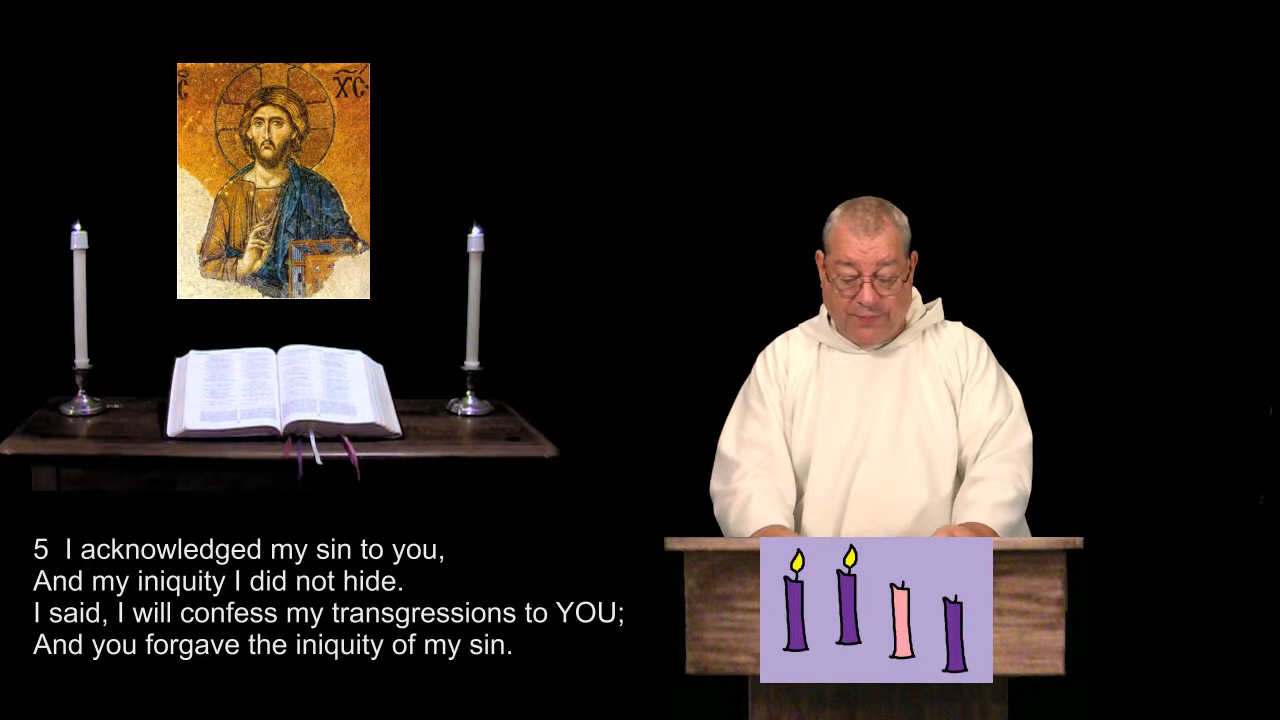 C
XC
5  I acknowledged my sin to you,
And my iniquity I did not hide.
I said, I will confess my transgressions to YOU;
And you forgave the iniquity of my sin.